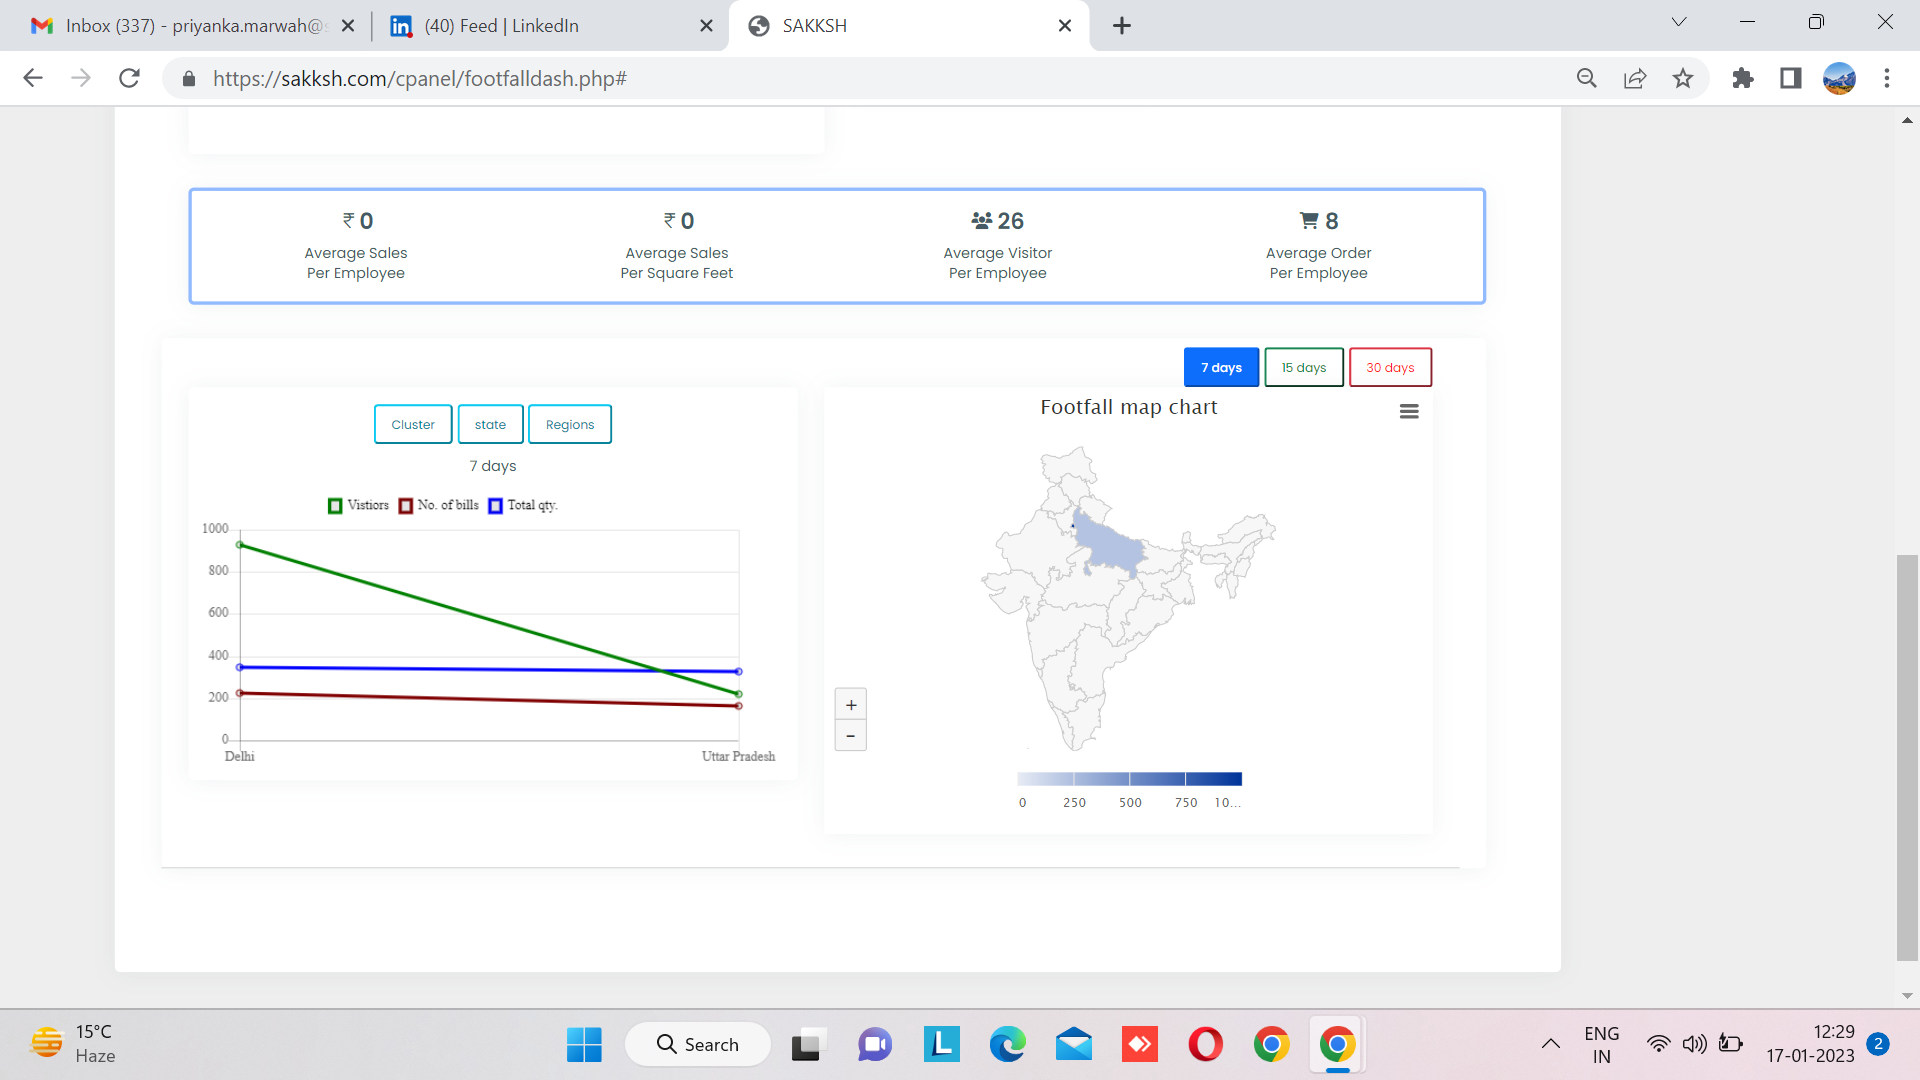 Inbox (337) - priyanka.marwah@
(40) Feed | LinkedIn
SAKKSH
https://sakksh.com/cpanel/footfalldash.php#
₹ 0
Average Sales
Per Employee
₹ 0
Average Sales
Per Square Feet
26
Average Visitor
Per Employee
8
Average Order
Per Employee
7 days
15 days
30 days
Cluster
state
Regions
7 days
Vistiors
No. of bills
Total qty.
1000
800
600
400
200
0
Delhi
Uttar Pradesh
Footfall map chart
+
-
0
250
500
750
10...
15°C
Haze
Search
ENG
IN
12:29
17-01-2023
2